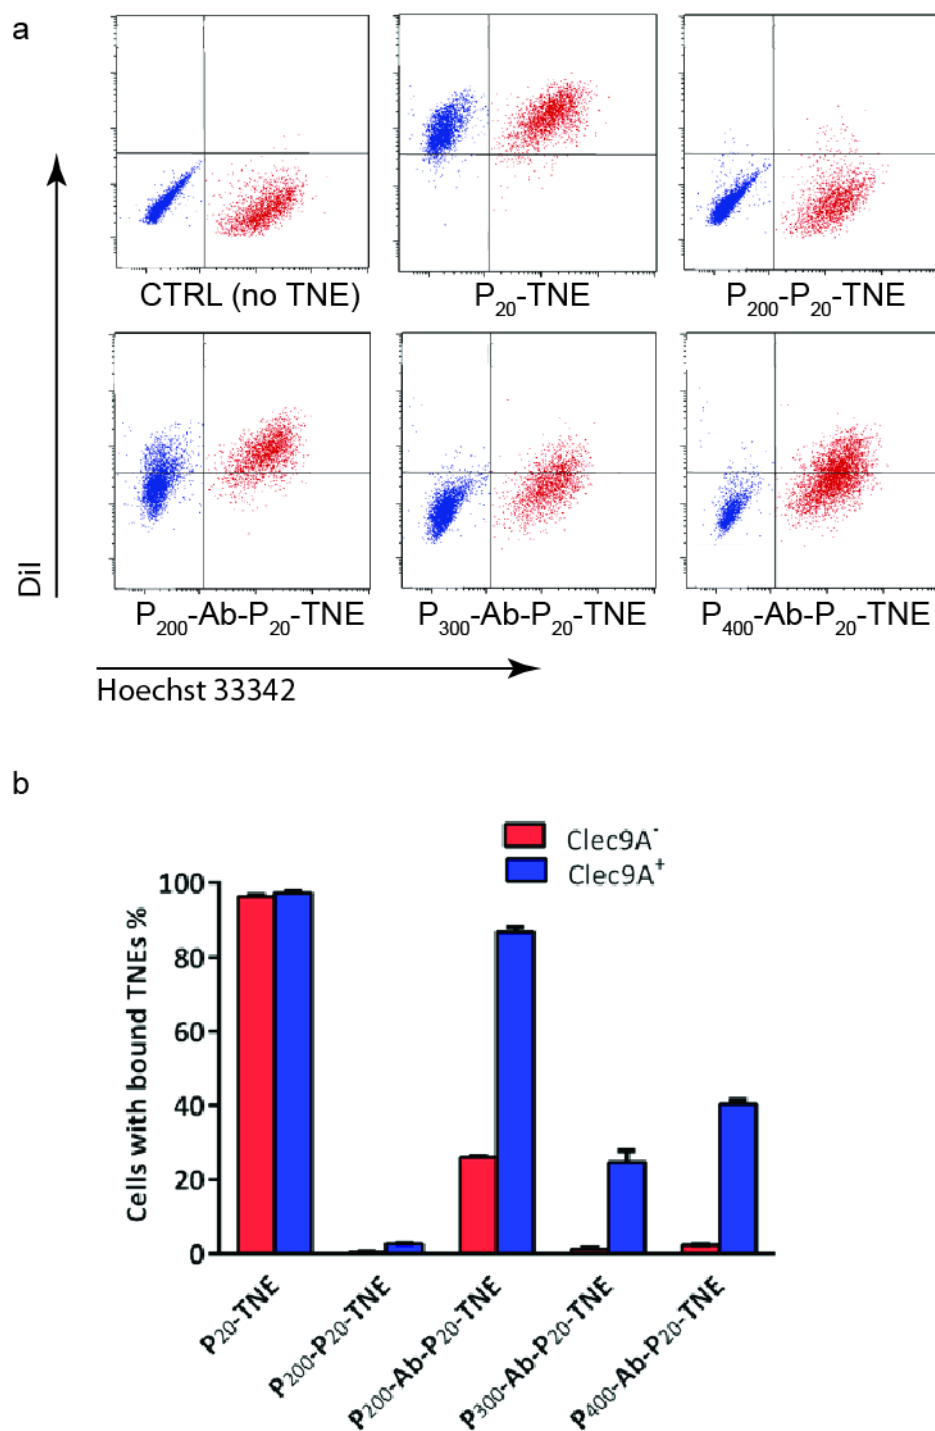 a
CTRL (no TNE)
P20-TNE
P200-P20-TNE
DiI
P200-Ab-P20-TNE
P300-Ab-P20-TNE
P400-Ab-P20-TNE
Hoechst 33342
b
Clec9A-
Clec9A+
Cells with bound TNEs %
100
80
60
40
20
0
P20-TNE
P200-P20-TNE
P200-Ab-P20-TNE
P300-Ab-P20-TNE
P400-Ab-P20-TNE